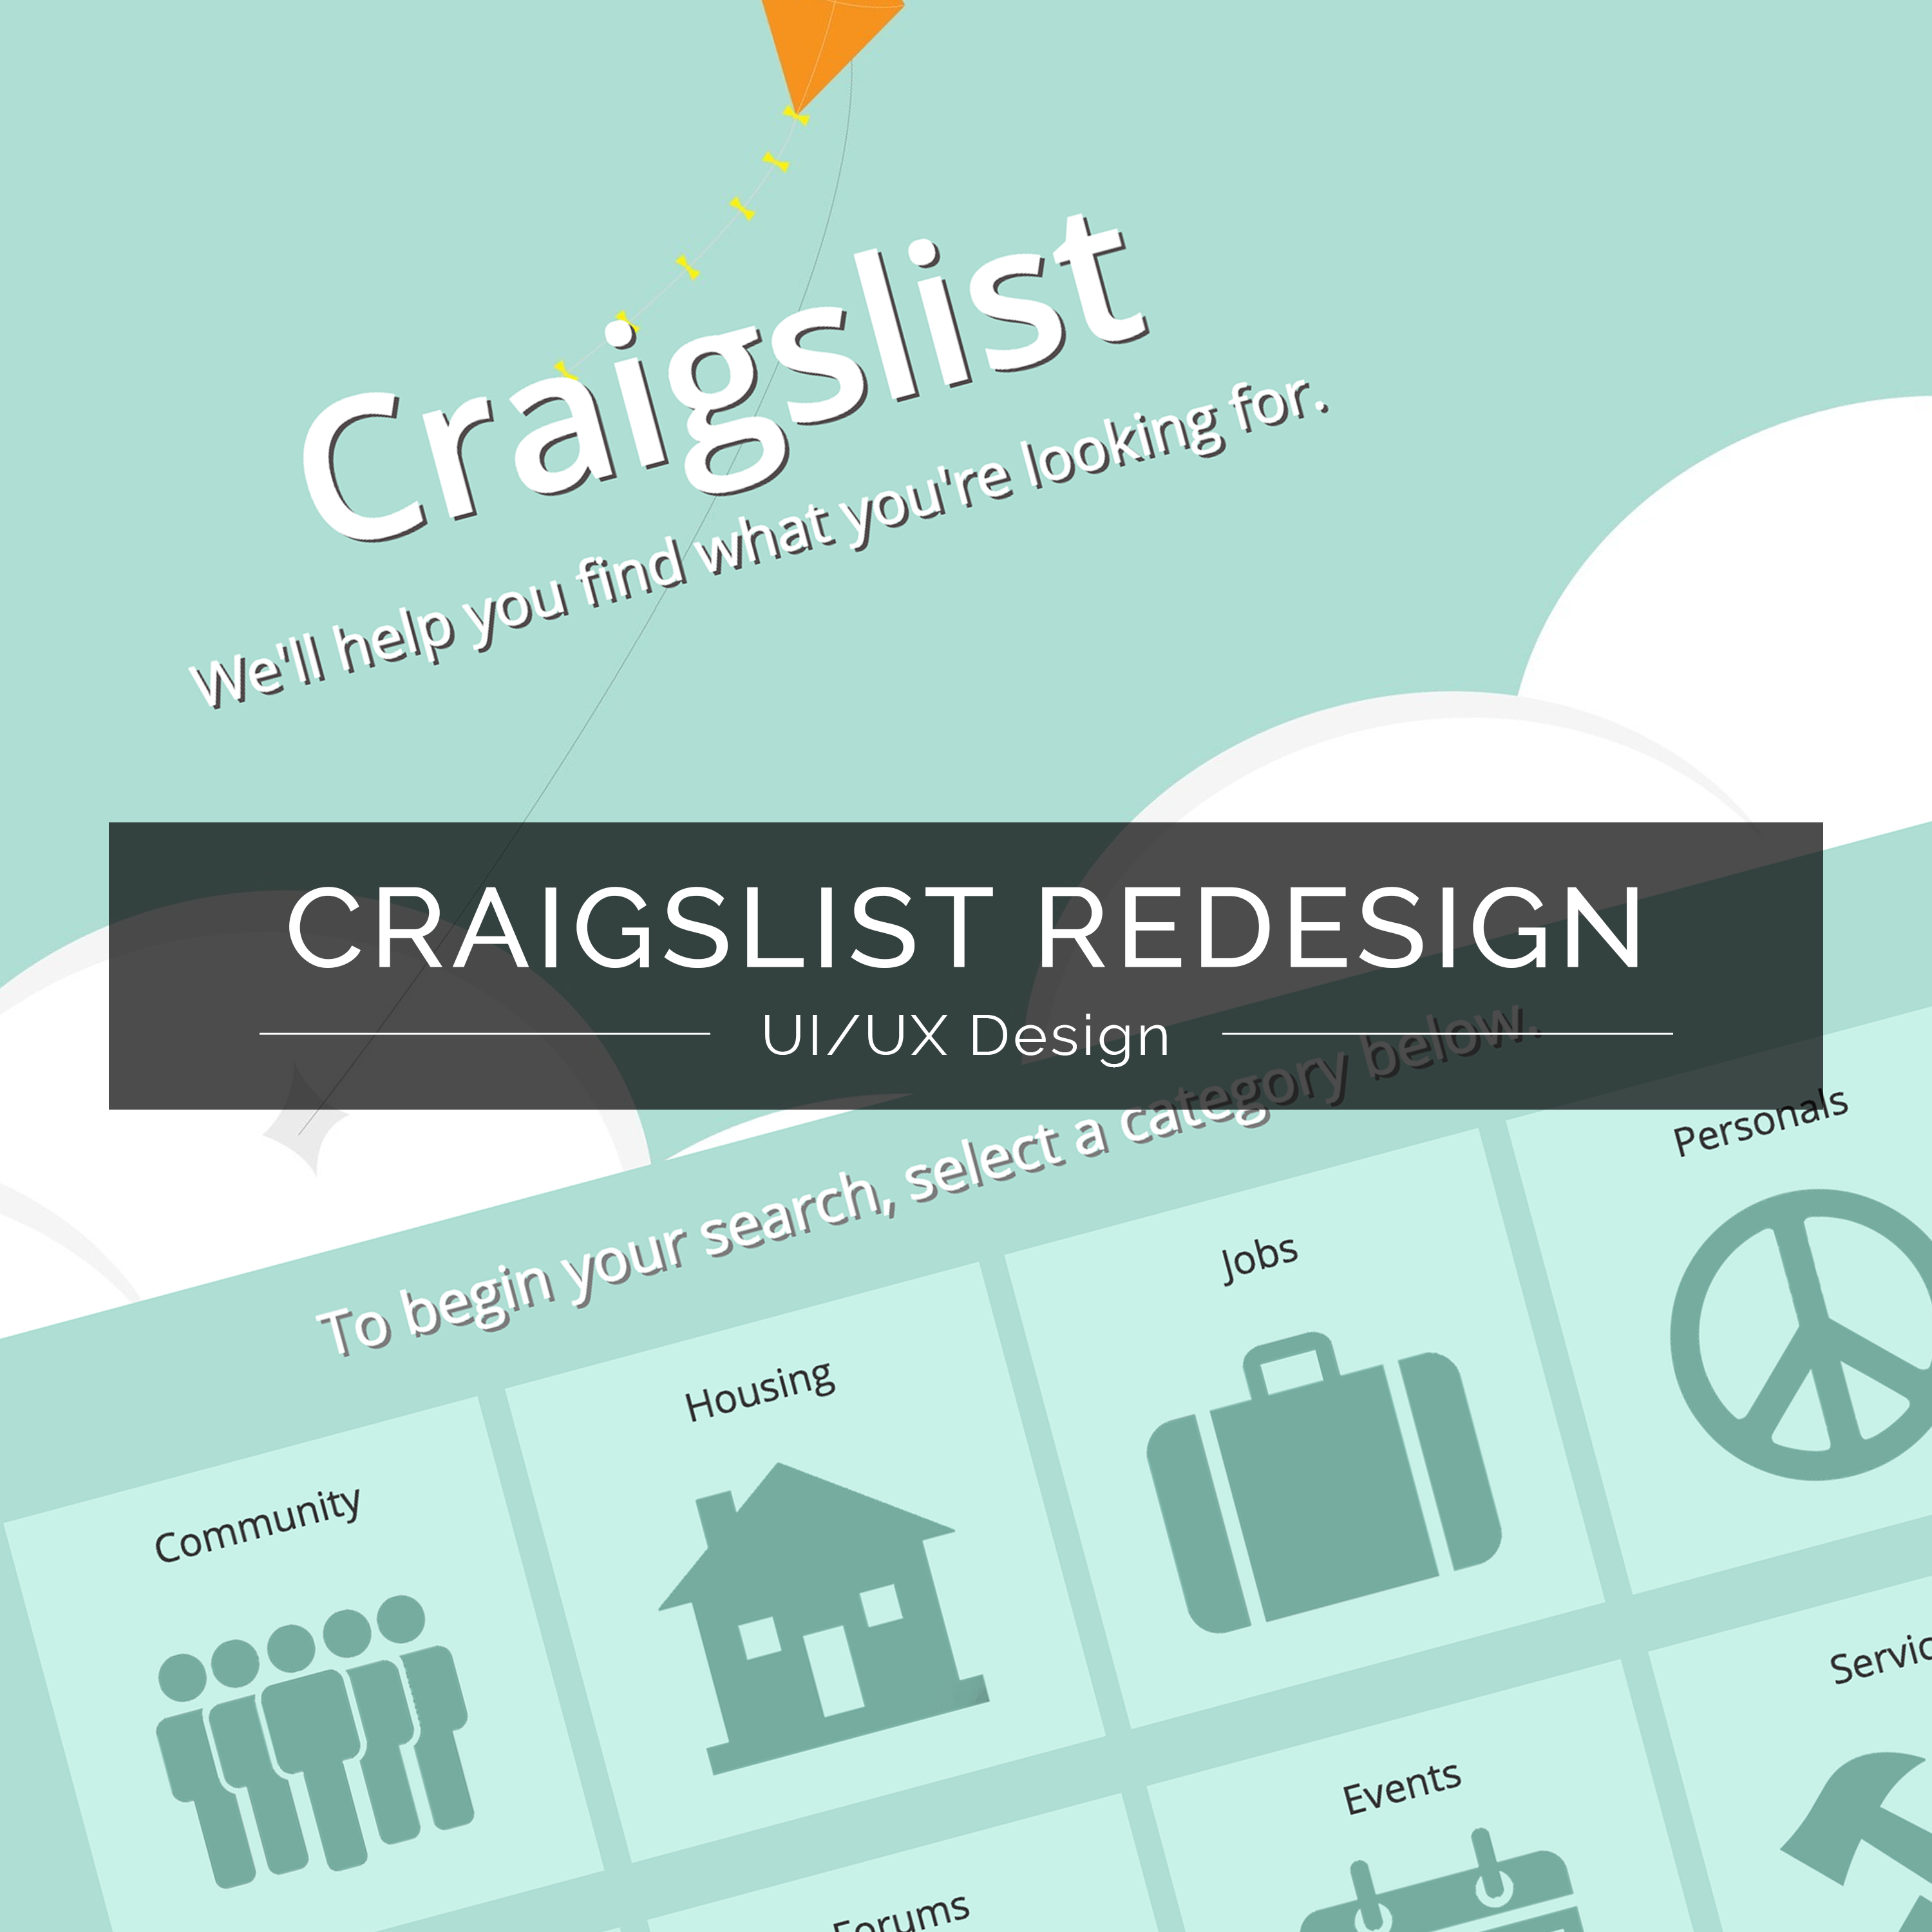 Craigslist
We'll help you find what you're looking for.
CRAIGSLIST REDESIGN
UI/UX Design
To begin your search, select a category below.
Community
Housing
Jobs
Personals
Forums
Events